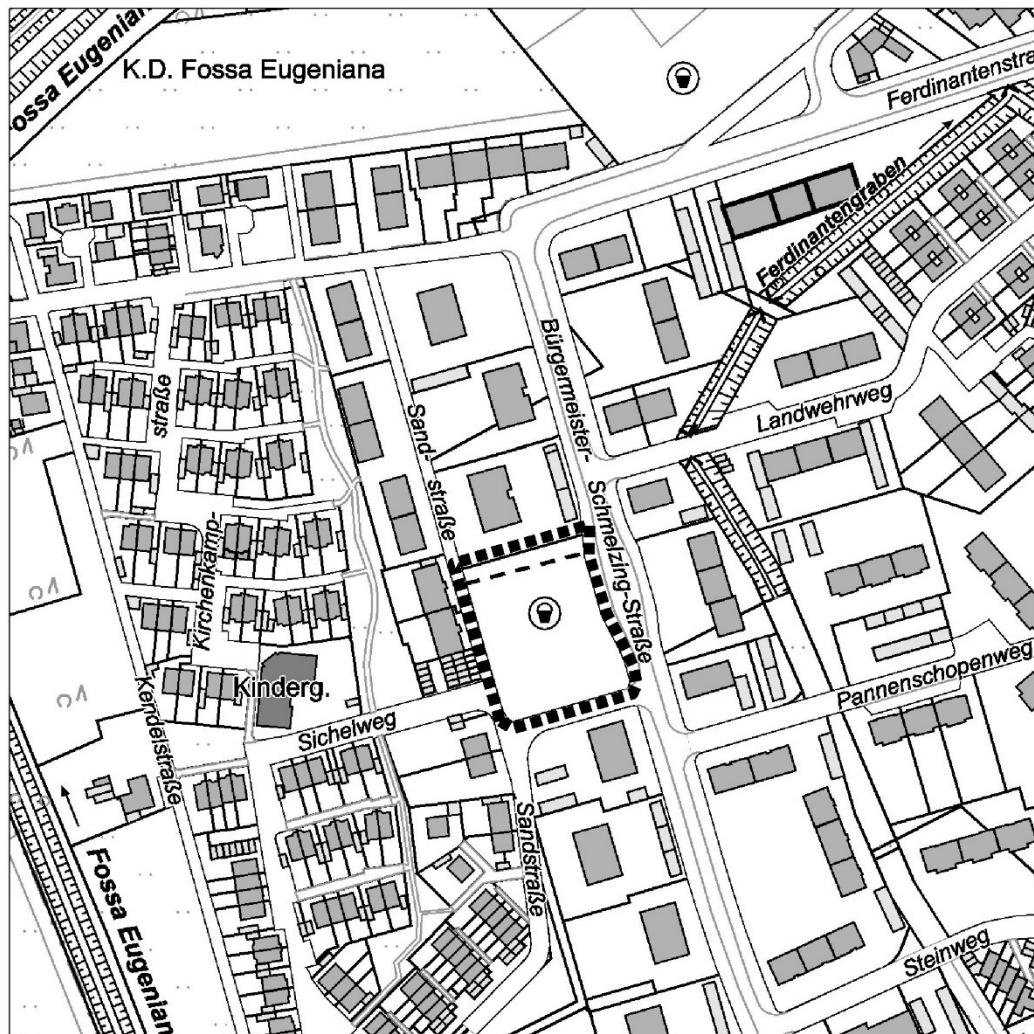 Fossa Eugenian
K.D. Fossa Eugeniana
Ferdinantenstra
Ferdinantengraben
Bürgermeister-
Schmelzing-Straße
Landwehrweg
Sand-
straße
straße
Kirchenkamp-
Kinderg.
Kendelstraße
Sichelweg
Pannenschopenweg
Sandstraße
Fossa Eugenian
Steinweg